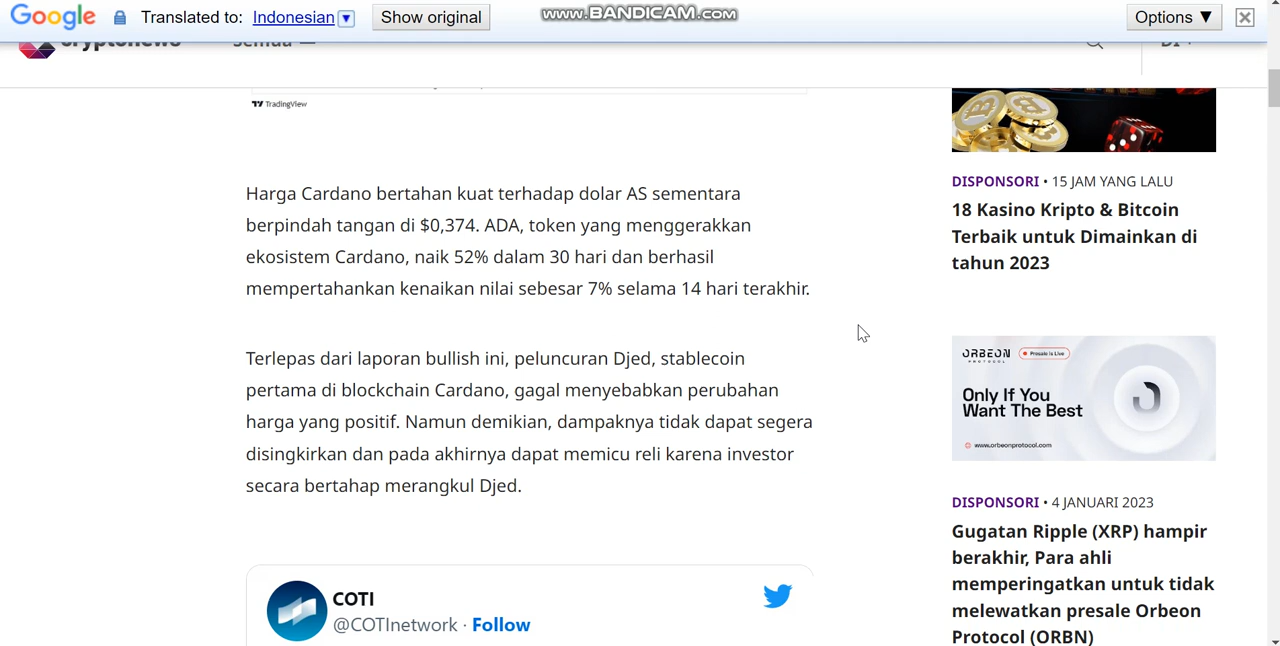 Google Translated to: Indonesian Show original www.BANDICAM.com Options
cryptonews Semua
TradingView
Harga Cardano bertahan kuat terhadap dolar AS sementara
berpindah tangan di $0,374. ADA, token yang menggerakkan
ekosistem Cardano, naik 52% dalam 30 hari dan berhasil
mempertahankan kenaikan nilai sebesar 7% selama 14 hari terakhir.
Terlepas dari laporan bullish ini, peluncuran Djed, stablecoin
pertama di blockchain Cardano, gagal menyebabkan perubahan
harga yang positif. Namun demikian, dampaknya tidak dapat segera
disingkirkan dan pada akhirnya dapat memicu reli karena investor
secara bertahap merangkul Djed.
COTI
@COTInetwork · Follow
DISPONSORI • 15 JAM YANG LALU
18 Kasino Kripto & Bitcoin
Terbaik untuk Dimainkan di
tahun 2023
ORBEON
PROTOCOL
Presale is Live
Only If You
Want The Best
www.orbeonprotocol.com
DISPONSORI • 4 JANUARI 2023
Gugatan Ripple (XRP) hampir
berakhir, Para ahli
memperingatkan untuk tidak
melewatkan presale Orbeon
Protocol (ORBN)